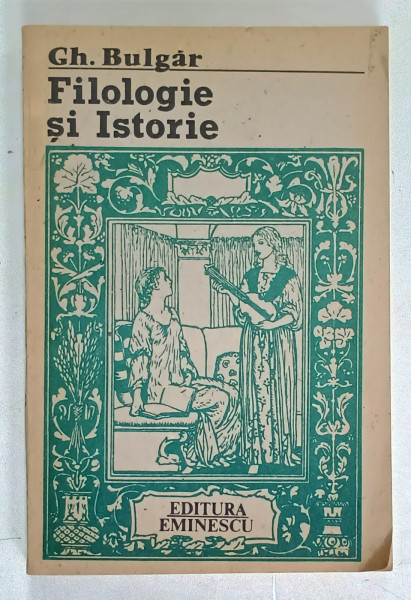 Gh. Bulgăr
Filologie
și Istorie
EDITURA
EMINESCU